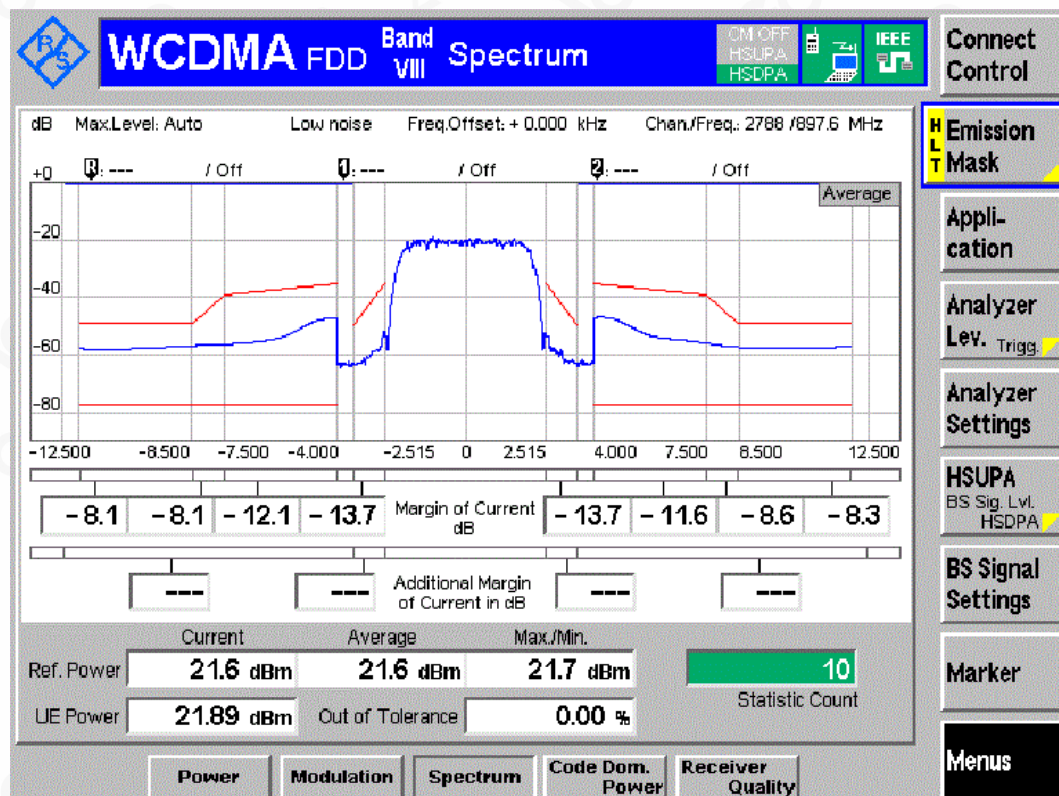 R S WCDMA FDD Band VIII Spectrum
CM OFF
HSUPA
HSDPA
IEEE
Connect Control
dB Max.Level: Auto Low noise Freq.Offset: + 0.000 kHz Chan./Freq.: 2788 /897.6 MHz
HLT Emission Mask
+0 R: --- / Off 1: --- / Off 2: --- / Off
Average
-20
-40
-60
-80
-12.500 -8.500 -7.500 -4.000 -2.515 0 2.515 4.000 7.500 8.500 12.500
Appli-
cation
Analyzer
Lev. Trigg.
Analyzer
Settings
-8.1 -8.1 -12.1 -13.7 Margin of Current dB -13.7 -11.6 -8.6 -8.3
HSUPA
BS Sig. Lvl.
HSDPA
--- --- Additional Margin of Current in dB --- ---
BS Signal
Settings
Current Average Max./Min.
Ref. Power 21.6 dBm 21.6 dBm 21.7 dBm 10
Statistic Count
UE Power 21.89 dBm Out of Tolerance 0.00 %
Marker
Menus
Power Modulation Spectrum Code Dom. Power Receiver Quality